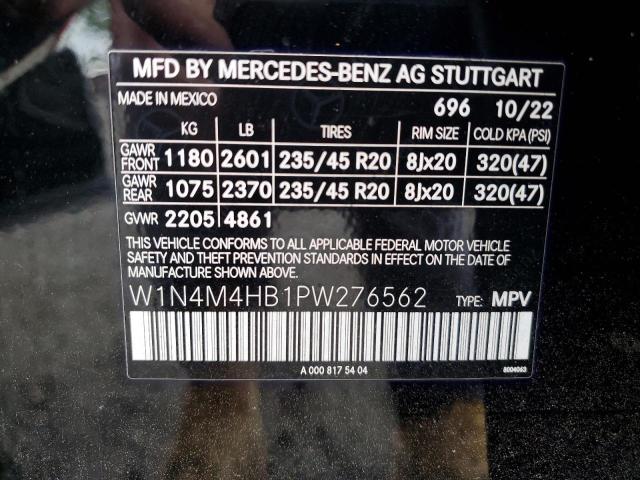 MFD BY MERCEDES-BENZ AG STUTTGART
MADE IN MEXICO 696 10/22
KG LB TIRES RIM SIZE COLD KPA (PSI)
GAWR FRONT 1180 2601 235/45 R20 8Jx20 320(47)
GAWR REAR 1075 2370 235/45 R20 8Jx20 320(47)
GVWR 2205 4861
THIS VEHICLE CONFORMS TO ALL APPLICABLE FEDERAL MOTOR VEHICLE
SAFETY AND THEFT PREVENTION STANDARDS IN EFFECT
ON THE DATE OF MANUFACTURE SHOWN ABOVE.
W1N4M4HB1PW276562 TYPE: MPV
A 000 817 54 04 8004063